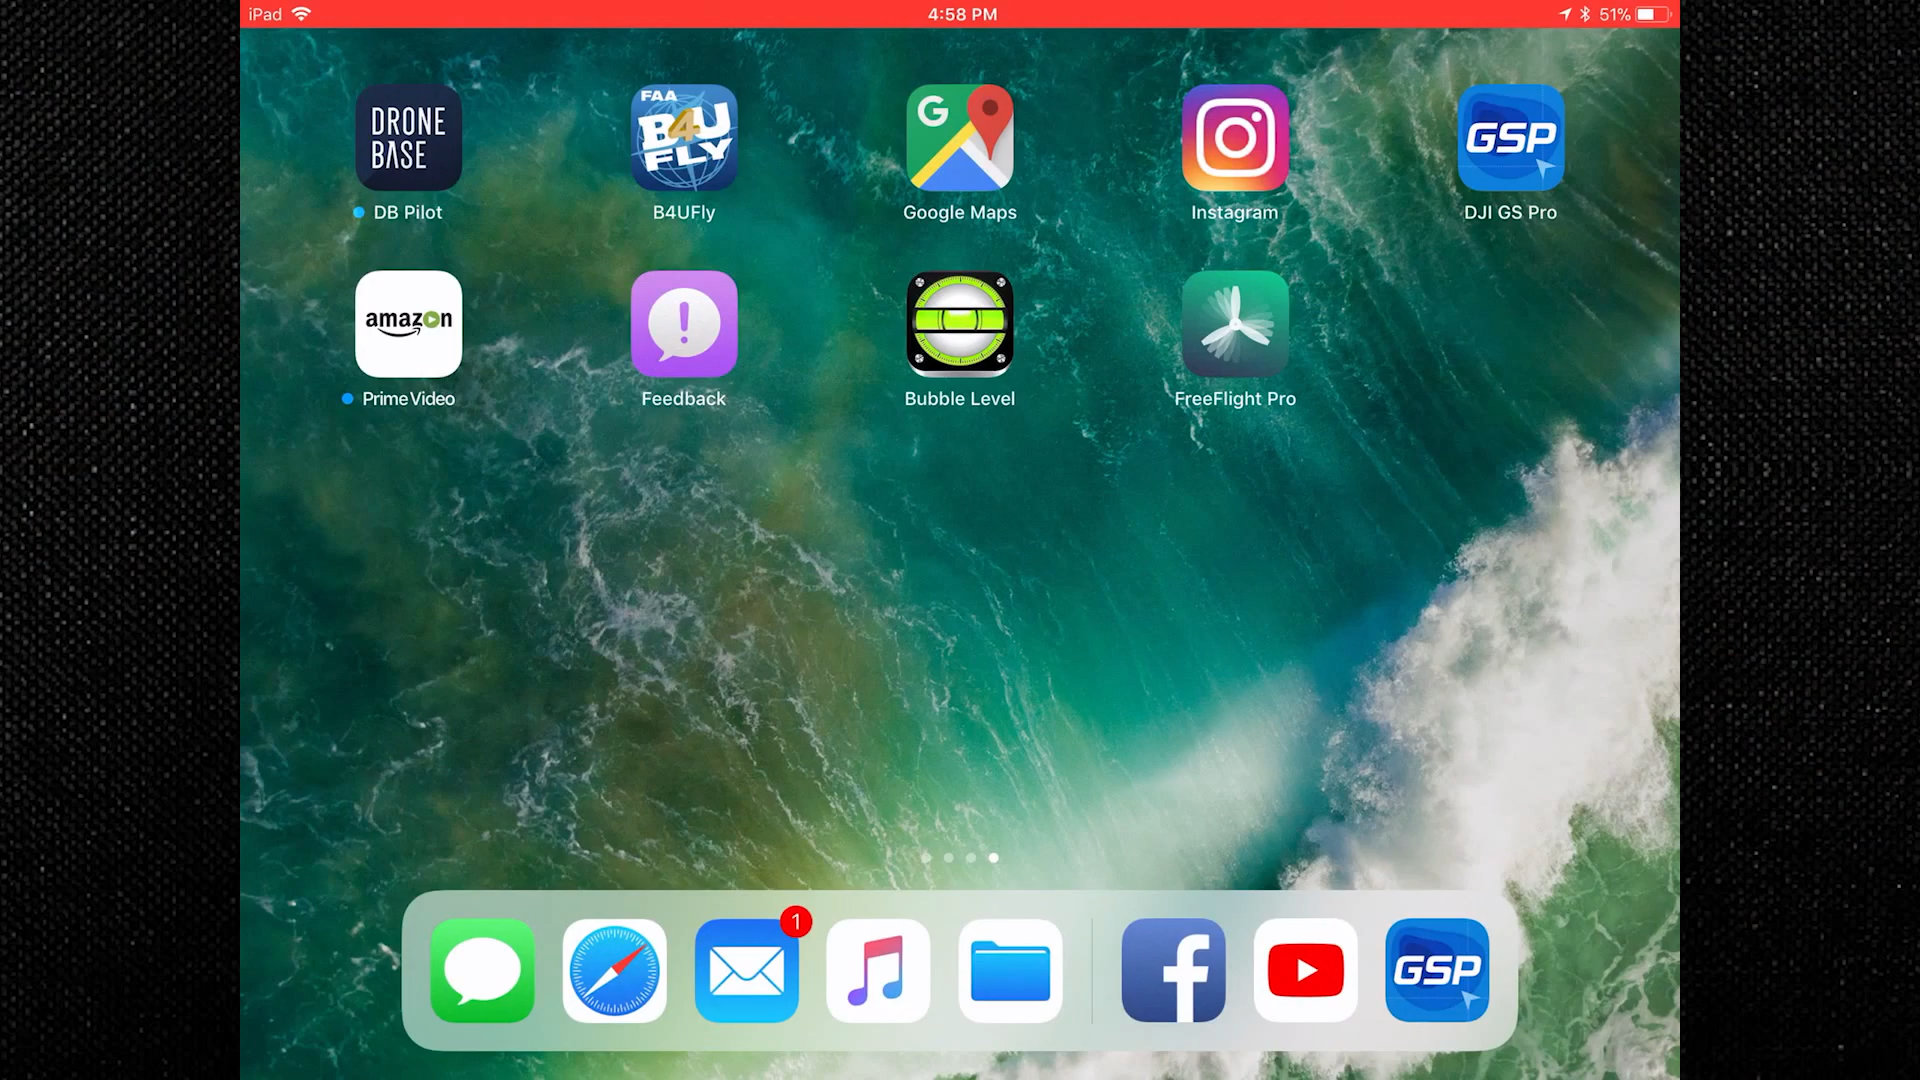 iPad 4:58 PM 51%
DRONE
BASE
FAA
B4U
FLY
G
GSP
DB Pilot B4UFly Google Maps Instagram DJI GS Pro
amazon
Prime Video Feedback Bubble Level FreeFlight Pro
1
f
GSP